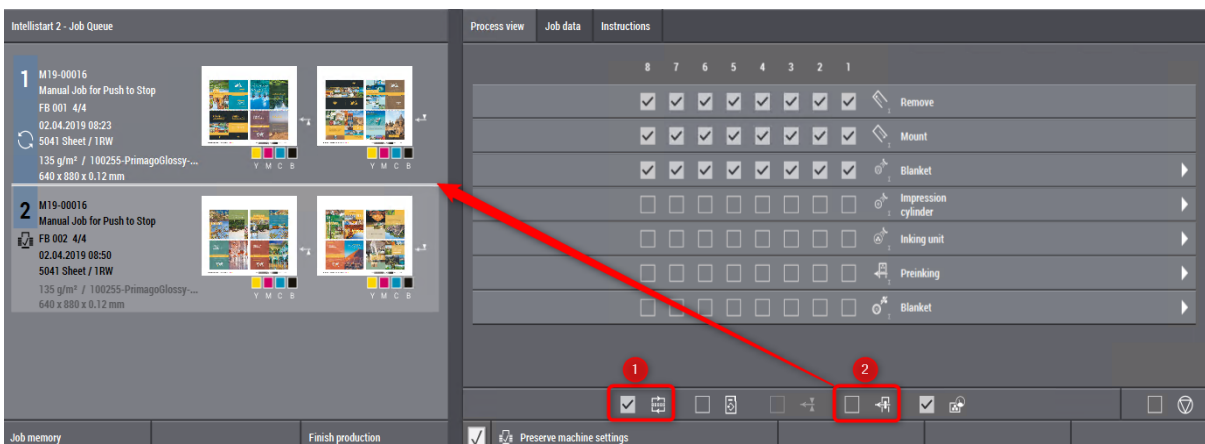 Intellistart 2 - Job Queue
Process view
Job data
Instructions
1
M19-00016
Manual Job for Push to Stop
FB 001 4/4
02.04.2019 08:23
5041 Sheet / 1RW
135 g/m² / 100255-PrimagoGlossy-...
640 x 880 x 0.12 mm
Y M C B
Y M C B
2
M19-00016
Manual Job for Push to Stop
FB 002 4/4
02.04.2019 08:50
5041 Sheet / 1RW
135 g/m² / 100255-PrimagoGlossy-...
640 x 880 x 0.12 mm
Y M C B
Y M C B
8 7 6 5 4 3 2 1
Remove
Mount
Blanket
Impression
cylinder
Inking unit
Preinking
Blanket
1
2
Job memory
Finish production
Preserve machine settings